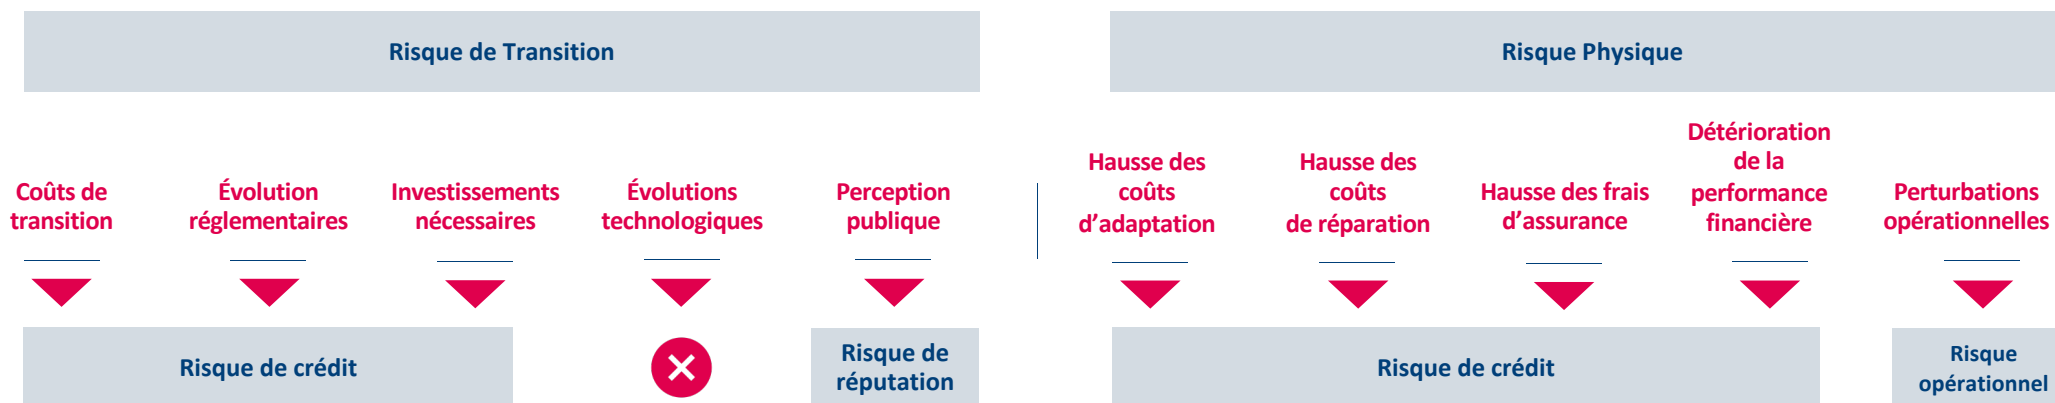 Risque de Transition
Risque Physique
Coûts de
transition
Évolution
réglementaires
Investissements
nécessaires
Évolutions
technologiques
Perception
publique
Hausse des
coûts
d’adaptation
Hausse des
coûts
de réparation
Hausse des frais
d’assurance
Détérioration
de la
performance
financière
Perturbations
opérationnelles
Risque de crédit
Risque de
réputation
Risque de crédit
Risque
opérationnel